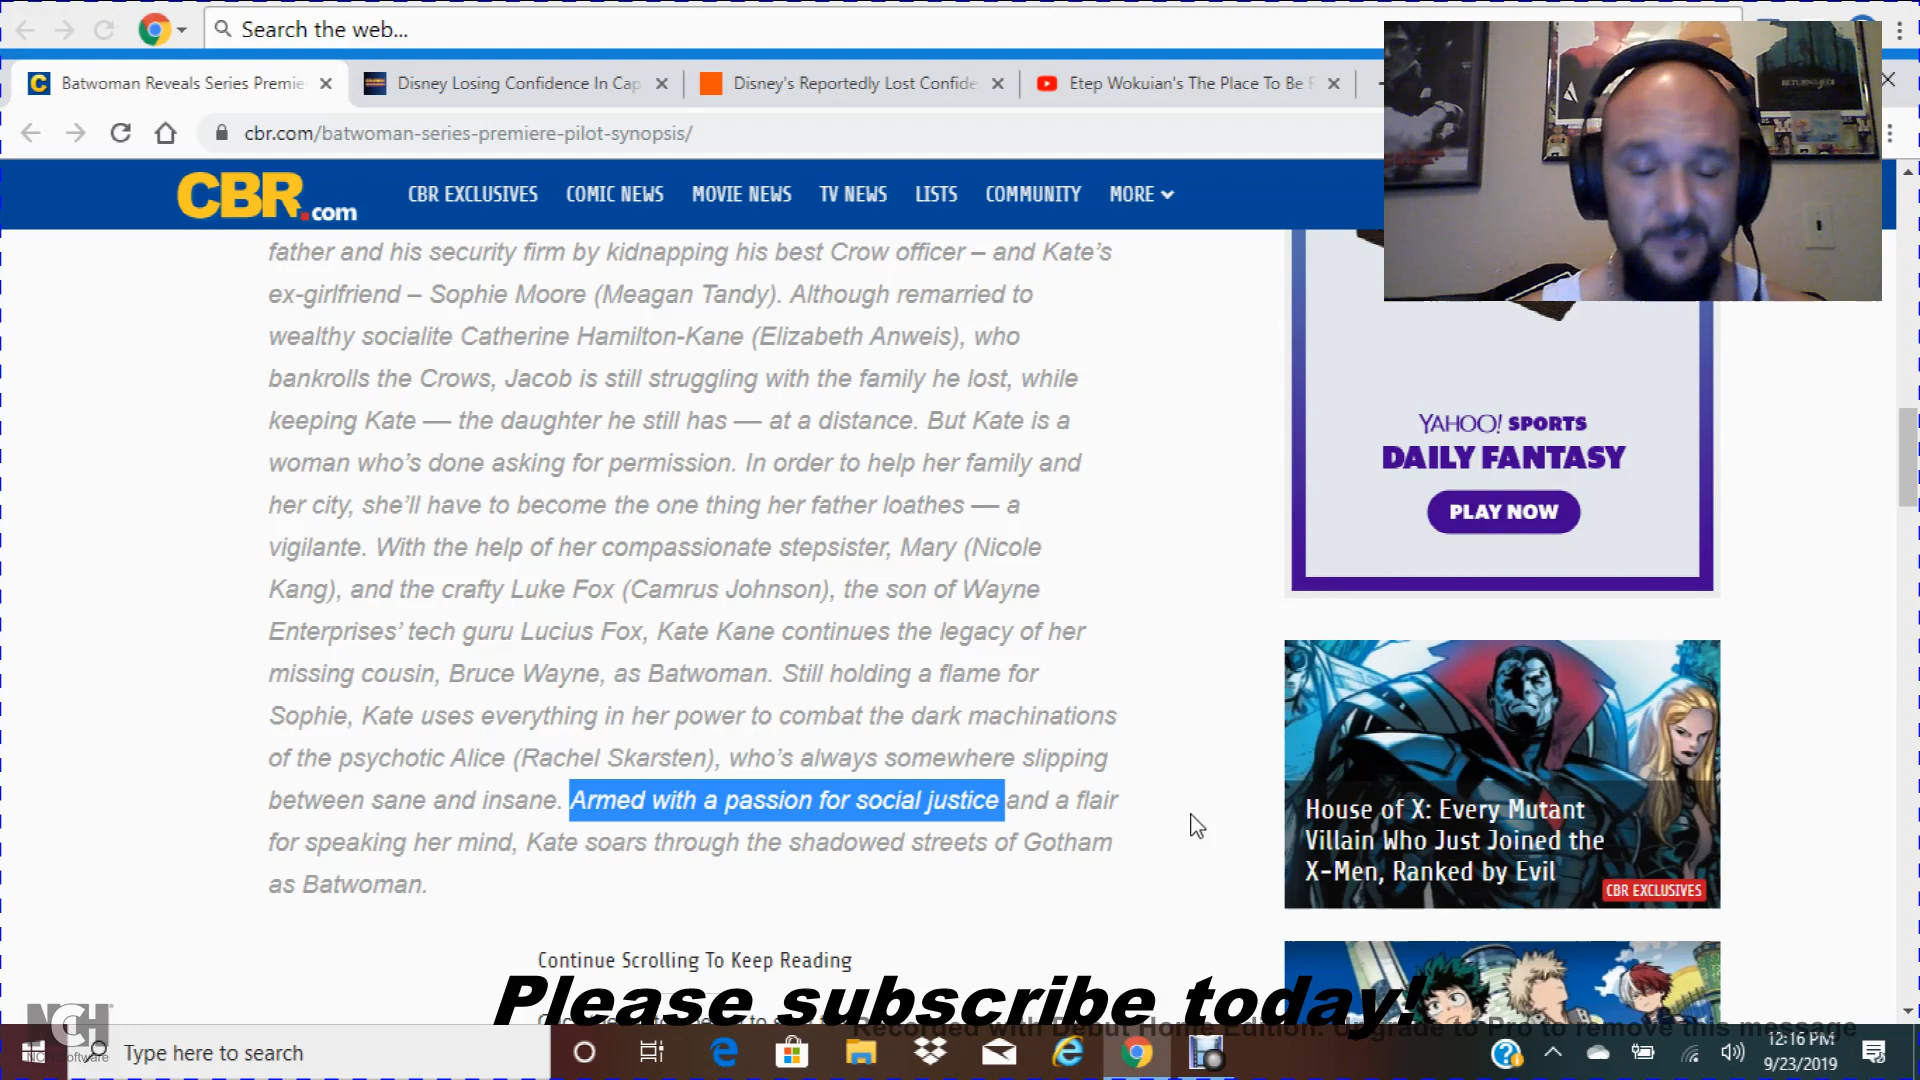 Search the web...
Batwoman Reveals Series Premie
Disney Losing Confidence In Cap
Disney's Reportedly Lost Confide
Etep Wokuian's The Place To Be F
cbr.com/batwoman-series-premiere-pilot-synopsis/
CBR.com
CBR EXCLUSIVES
COMIC NEWS
MOVIE NEWS
TV NEWS
LISTS
COMMUNITY
MORE
father and his security firm by kidnapping his best Crow officer – and Kate's
ex-girlfriend – Sophie Moore (Meagan Tandy). Although remarried to
wealthy socialite Catherine Hamilton-Kane (Elizabeth Anweis), who
bankrolls the Crows, Jacob is still struggling with the family he lost, while
keeping Kate — the daughter he still has — at a distance. But Kate is a
woman who's done asking for permission. In order to help her family and
her city, she'll have to become the one thing her father loathes — a
vigilante. With the help of her compassionate stepsister, Mary (Nicole
Kang), and the crafty Luke Fox (Camrus Johnson), the son of Wayne
Enterprises' tech guru Lucius Fox, Kate Kane continues the legacy of her
missing cousin, Bruce Wayne, as Batwoman. Still holding a flame for
Sophie, Kate uses everything in her power to combat the dark machinations
of the psychotic Alice (Rachel Skarsten), who's always somewhere slipping
between sane and insane. Armed with a passion for social justice and a flair
for speaking her mind, Kate soars through the shadowed streets of Gotham
as Batwoman.
Continue Scrolling To Keep Reading
YAHOO! SPORTS
DAILY FANTASY
PLAY NOW
House of X: Every Mutant
Villain Who Just Joined the
X-Men, Ranked by Evil
CBR EXCLUSIVES
Please subscribe today!
Recorded with Debut Home Edition. Upgrade to Pro to remove this message
NCH
NCH Software
Type here to search
12:16 PM
9/23/2019